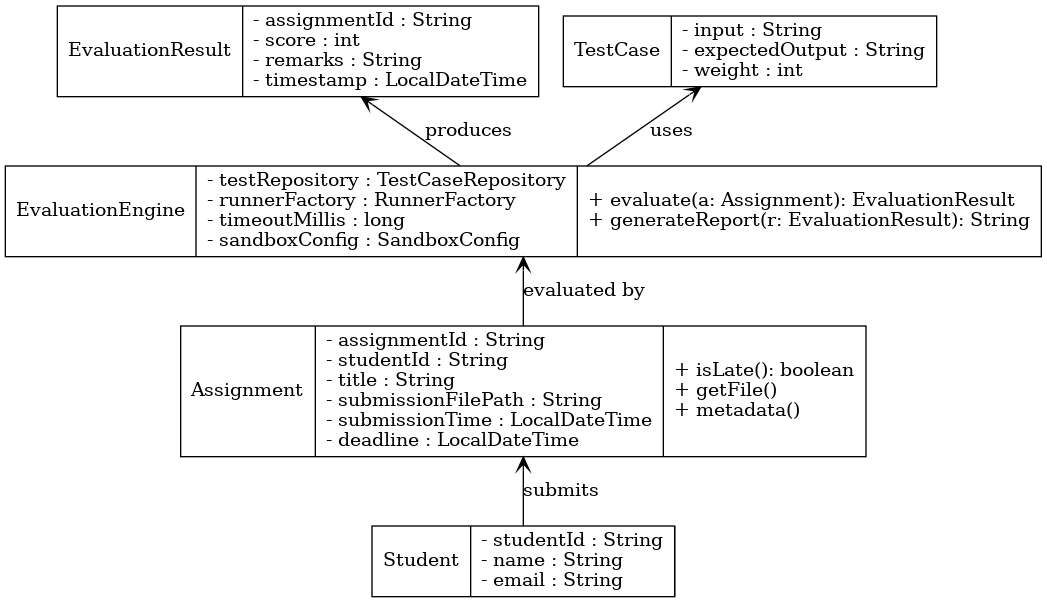 EvaluationResult
- assignmentId : String
- score : int
- remarks : String
- timestamp : LocalDateTime
TestCase
- input : String
- expectedOutput : String
- weight : int
produces
uses
EvaluationEngine
- testRepository : TestCaseRepository
- runnerFactory : RunnerFactory
- timeoutMillis : long
- sandboxConfig : SandboxConfig
+ evaluate(a: Assignment): EvaluationResult
+ generateReport(r: EvaluationResult): String
evaluated by
Assignment
- assignmentId : String
- studentId : String
- title : String
- submissionFilePath : String
- submissionTime : LocalDateTime
- deadline : LocalDateTime
+ isLate(): boolean
+ getFile()
+ metadata()
submits
Student
- studentId : String
- name : String
- email : String